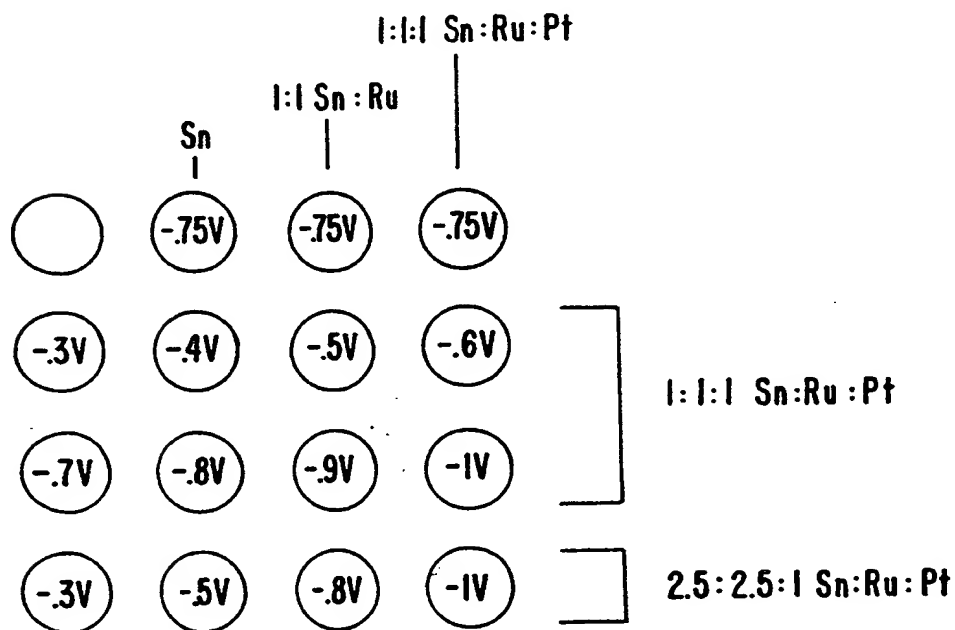 1:1:1 Sn:Ru:Pt
1:1 Sn:Ru
Sn
-.75V -.75V -.75V
-.3V -.4V -.5V -.6V
1:1:1 Sn:Ru:Pt
-.7V -.8V -.9V -1V
-.3V -.5V -.8V -1V
2.5:2.5:1 Sn:Ru:Pt